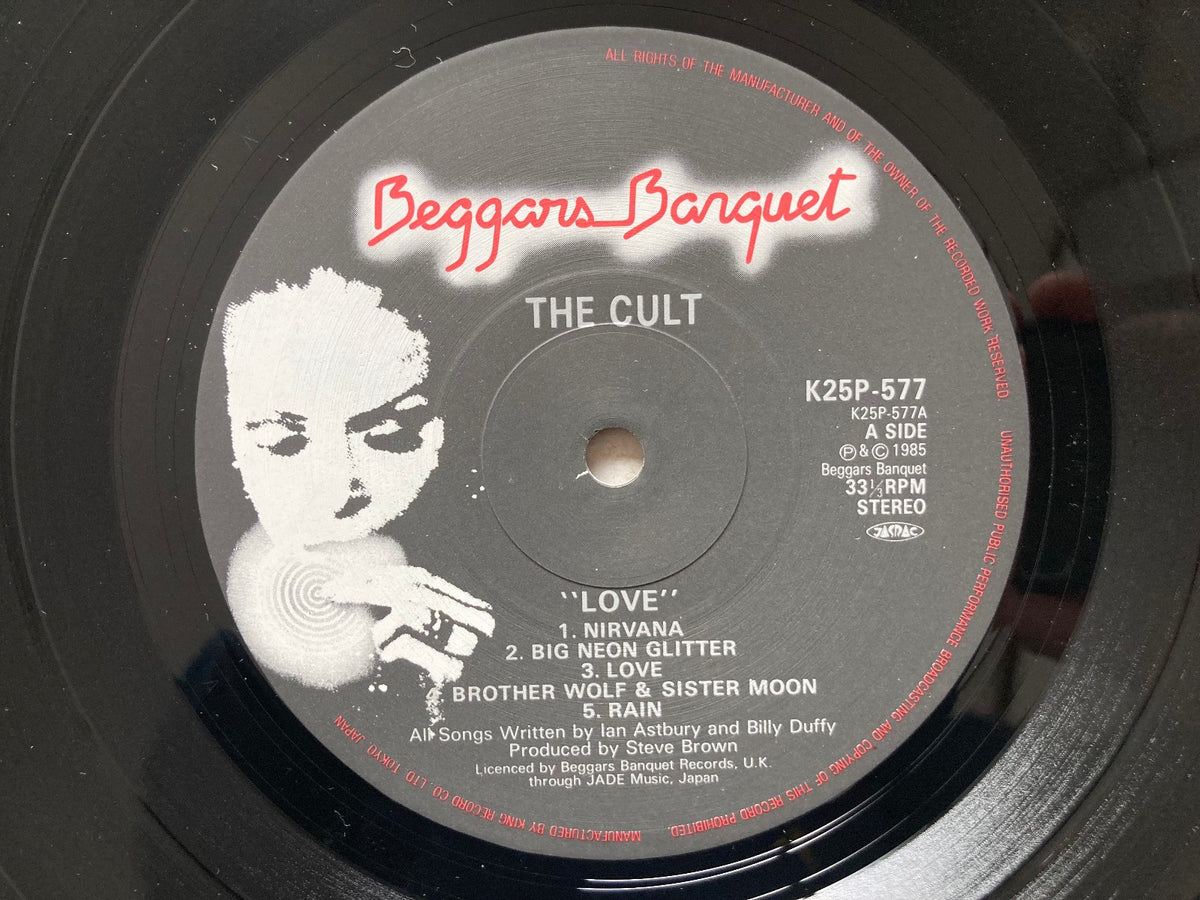 ALL RIGHTS OF THE MANUFACTURER AND OF THE OWNER OF THE RECORDED WORK RESERVED.
UNAUTHORISED PUBLIC PERFORMANCE BROADCASTING AND COPYING OF THIS RECORD PROHIBITED.
MANUFACTURED BY KING RECORD CO. LTD TOKYO JAPAN
Beggars Banquet
THE CULT
K25P-577
K25P-577A
A SIDE
Ⓟ & © 1985
Beggars Banquet
33⅓RPM
STEREO
JASRAC
"LOVE"
1. NIRVANA
2. BIG NEON GLITTER
3. LOVE
4. BROTHER WOLF & SISTER MOON
5. RAIN
All Songs Written by Ian Astbury and Billy Duffy
Produced by Steve Brown
Licenced by Beggars Banquet Records, U.K.
through JADE Music, Japan